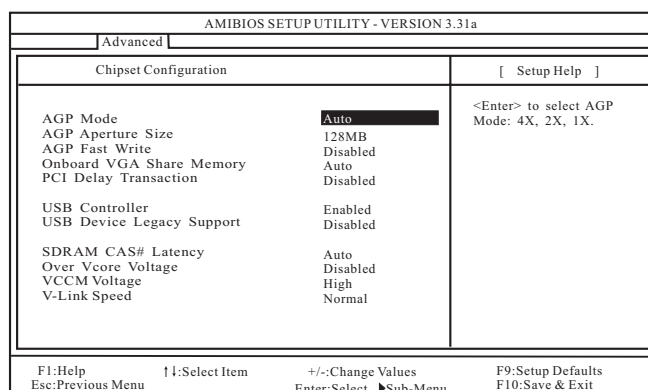 AMIBIOS SETUP UTILITY - VERSION 3.31a
Advanced
Chipset Configuration
[ Setup Help ]
AGP Mode Auto
AGP Aperture Size 128MB
AGP Fast Write Disabled
Onboard VGA Share Memory Auto
PCI Delay Transaction Disabled
USB Controller Enabled
USB Device Legacy Support Disabled
SDRAM CAS# Latency Auto
Over Vcore Voltage Disabled
VCCM Voltage High
V-Link Speed Normal
<Enter> to select AGP
Mode: 4X, 2X, 1X.
F1:Help ↑↓:Select Item +/-:Change Values F9:Setup Defaults
Esc:Previous Menu Enter:Select ▶Sub-Menu F10:Save & Exit